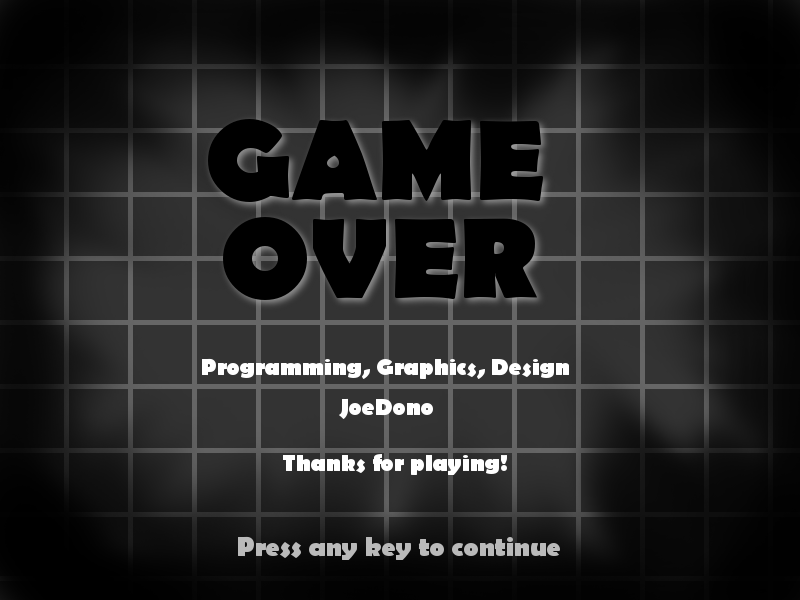 GAME
OVER
Programming, Graphics, Design
JoeDono
Thanks for playing!
Press any key to continue